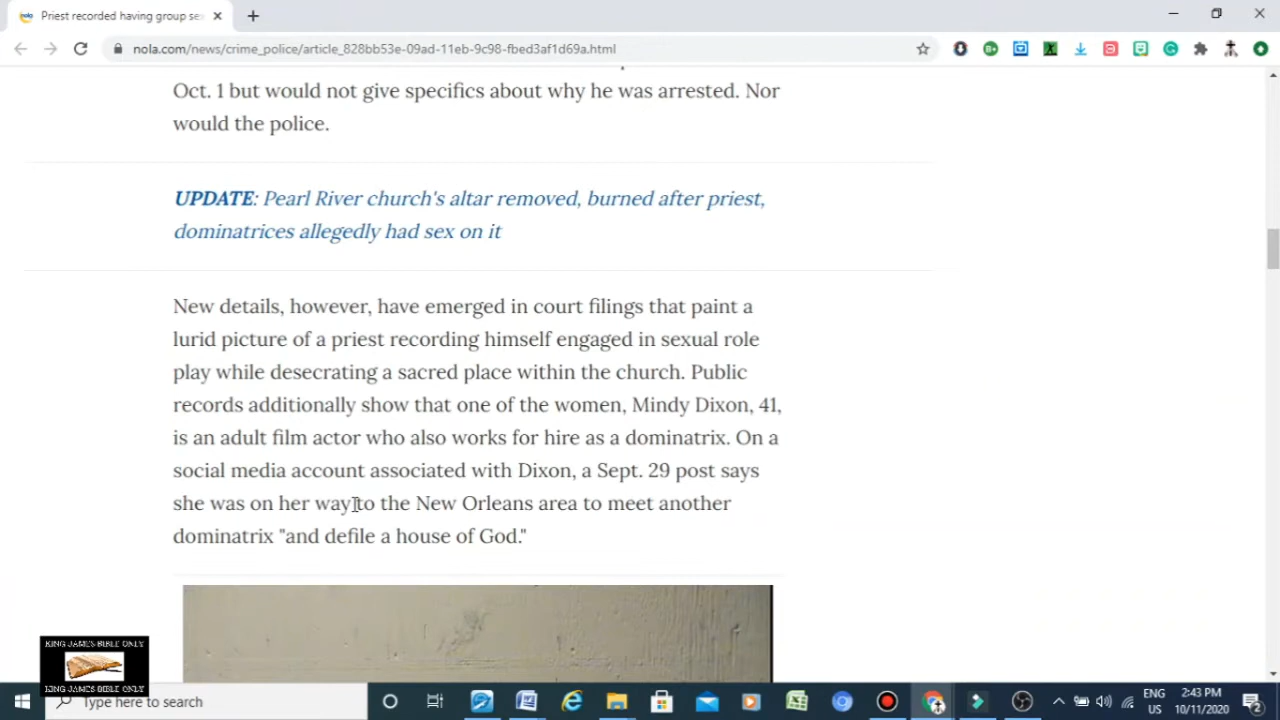 Priest recorded having group se
nola.com/news/crime_police/article_828bb53e-09ad-11eb-9c98-fbed3af1d69a.html
Oct. 1 but would not give specifics about why he was arrested. Nor
would the police.
UPDATE: Pearl River church's altar removed, burned after priest,
dominatrices allegedly had sex on it
New details, however, have emerged in court filings that paint a
lurid picture of a priest recording himself engaged in sexual role
play while desecrating a sacred place within the church. Public
records additionally show that one of the women, Mindy Dixon, 41,
is an adult film actor who also works for hire as a dominatrix. On a
social media account associated with Dixon, a Sept. 29 post says
she was on her way to the New Orleans area to meet another
dominatrix "and defile a house of God."
KING JAMES BIBLE ONLY
KING JAMES BIBLE ONLY
Type here to search
ENG
US
2:43 PM
10/11/2020
2